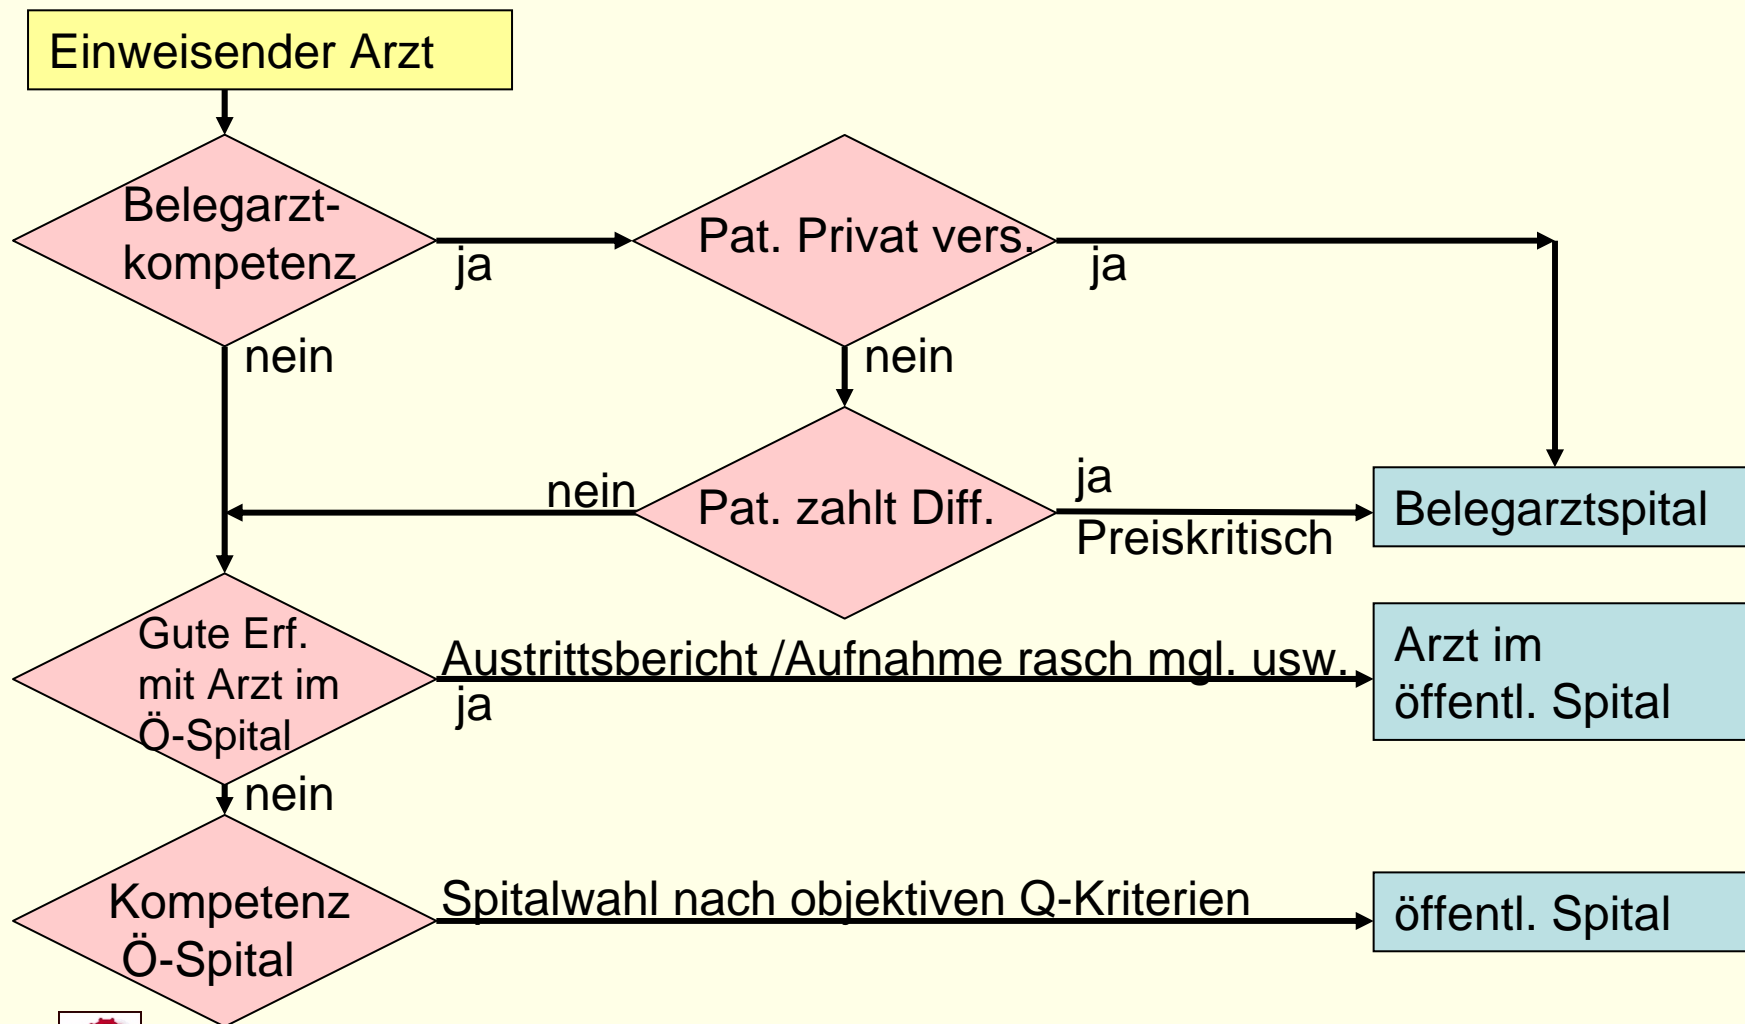 Einweisender Arzt
Belegarzt-
kompetenz
ja
Pat. Privat vers.
ja
nein
nein
nein
Pat. zahlt Diff.
ja
Preiskritisch
Belegarztspital
Gute Erf.
mit Arzt im
Ö-Spital
Austrittsbericht /Aufnahme rasch mgl. usw.
ja
Arzt im
öffentl. Spital
nein
Kompetenz
Ö-Spital
Spitalwahl nach objektiven Q-Kriterien
öffentl. Spital